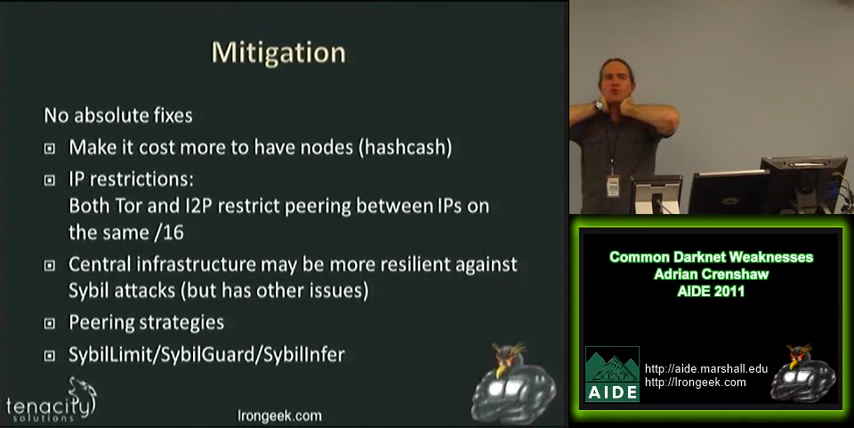 Mitigation
No absolute fixes
Make it cost more to have nodes (hashcash)
IP restrictions:
Both Tor and I2P restrict peering between IPs on
the same /16
Central infrastructure may be more resilient against
Sybil attacks (but has other issues)
Peering strategies
SybilLimit/SybilGuard/SybilInfer
tenacity
solutions
Irongeek.com
Common Darknet Weaknesses
Adrian Crenshaw
AIDE 2011
AIDE
http://aide.marshall.edu
http://Irongeek.com